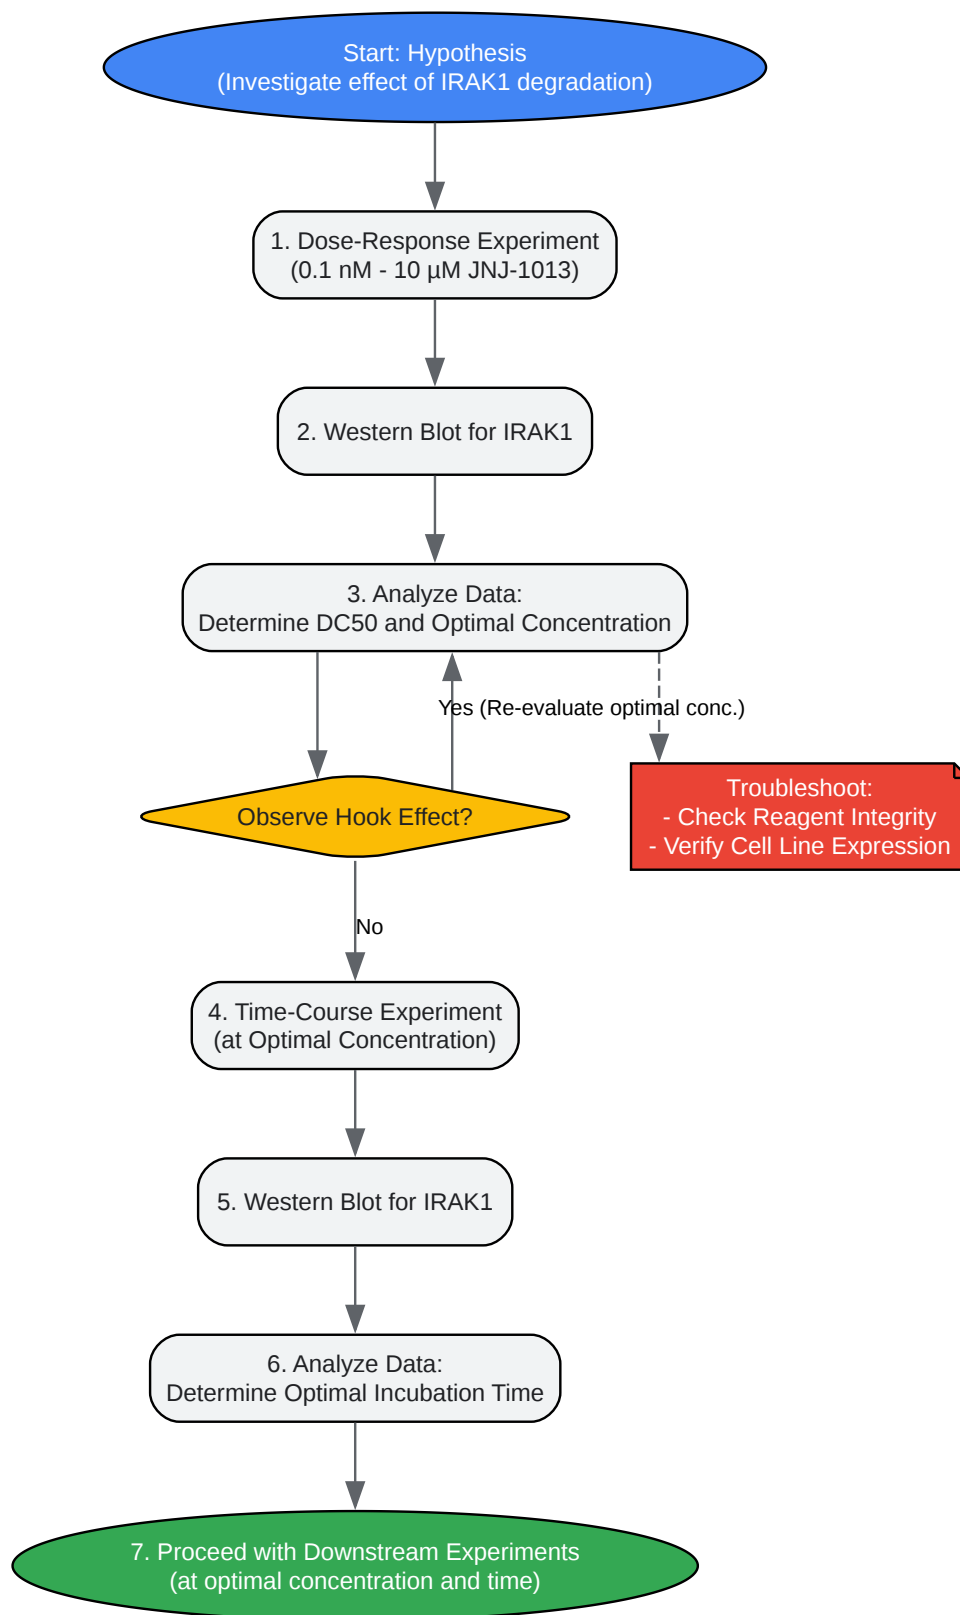 Start: Hypothesis
(Investigate effect of IRAK1 degradation)
1. Dose-Response Experiment
(0.1 nM - 10 µM JNJ-1013)
2. Western Blot for IRAK1
3. Analyze Data:
Determine DC50 and Optimal Concentration
Yes (Re-evaluate optimal conc.)
Observe Hook Effect?
Troubleshoot:
- Check Reagent Integrity
- Verify Cell Line Expression
No
4. Time-Course Experiment
(at Optimal Concentration)
5. Western Blot for IRAK1
6. Analyze Data:
Determine Optimal Incubation Time
7. Proceed with Downstream Experiments
(at optimal concentration and time)